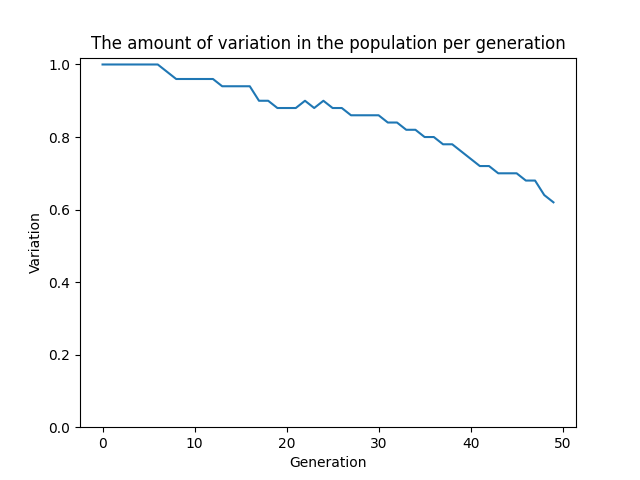 The amount of variation in the population per generation
1.0
0.8
0.6
0.4
0.2
0.0
Variation
0 10 20 30 40 50
Generation